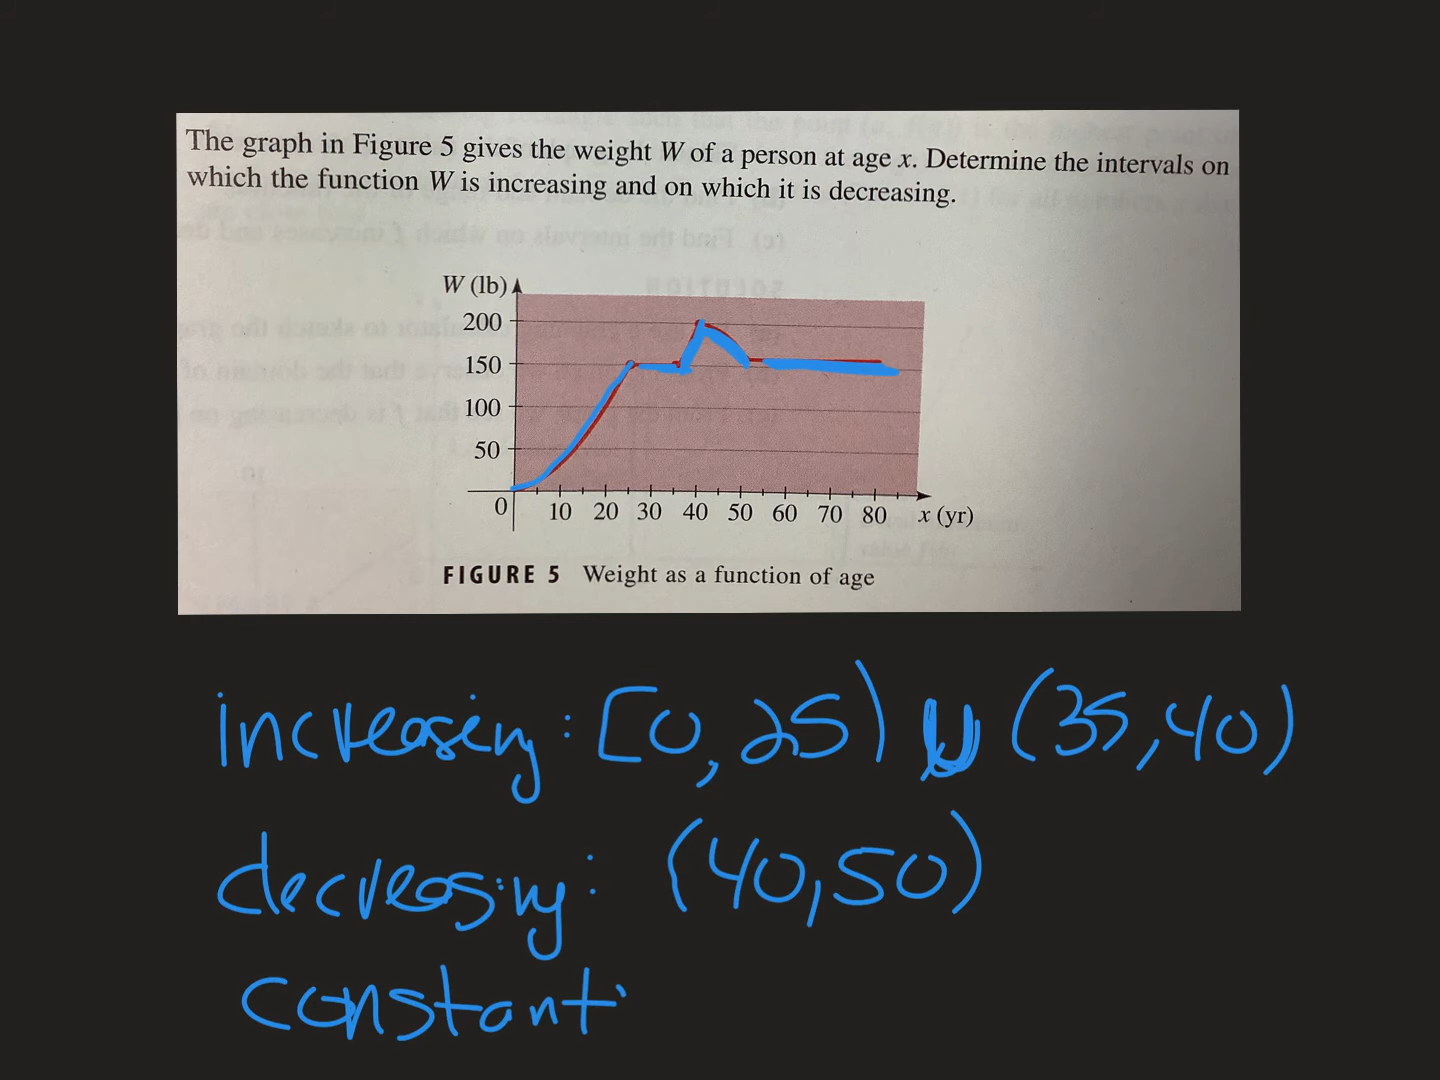 The graph in Figure 5 gives the weight W of a person at age x. Determine the intervals on
which the function W is increasing and on which it is decreasing.
W (lb)
200
150
100
50
0 10 20 30 40 50 60 70 80 x (yr)
FIGURE 5 Weight as a function of age
increasing: [0, 25) U (35, 40)
decreasing: (40, 50)
constant: